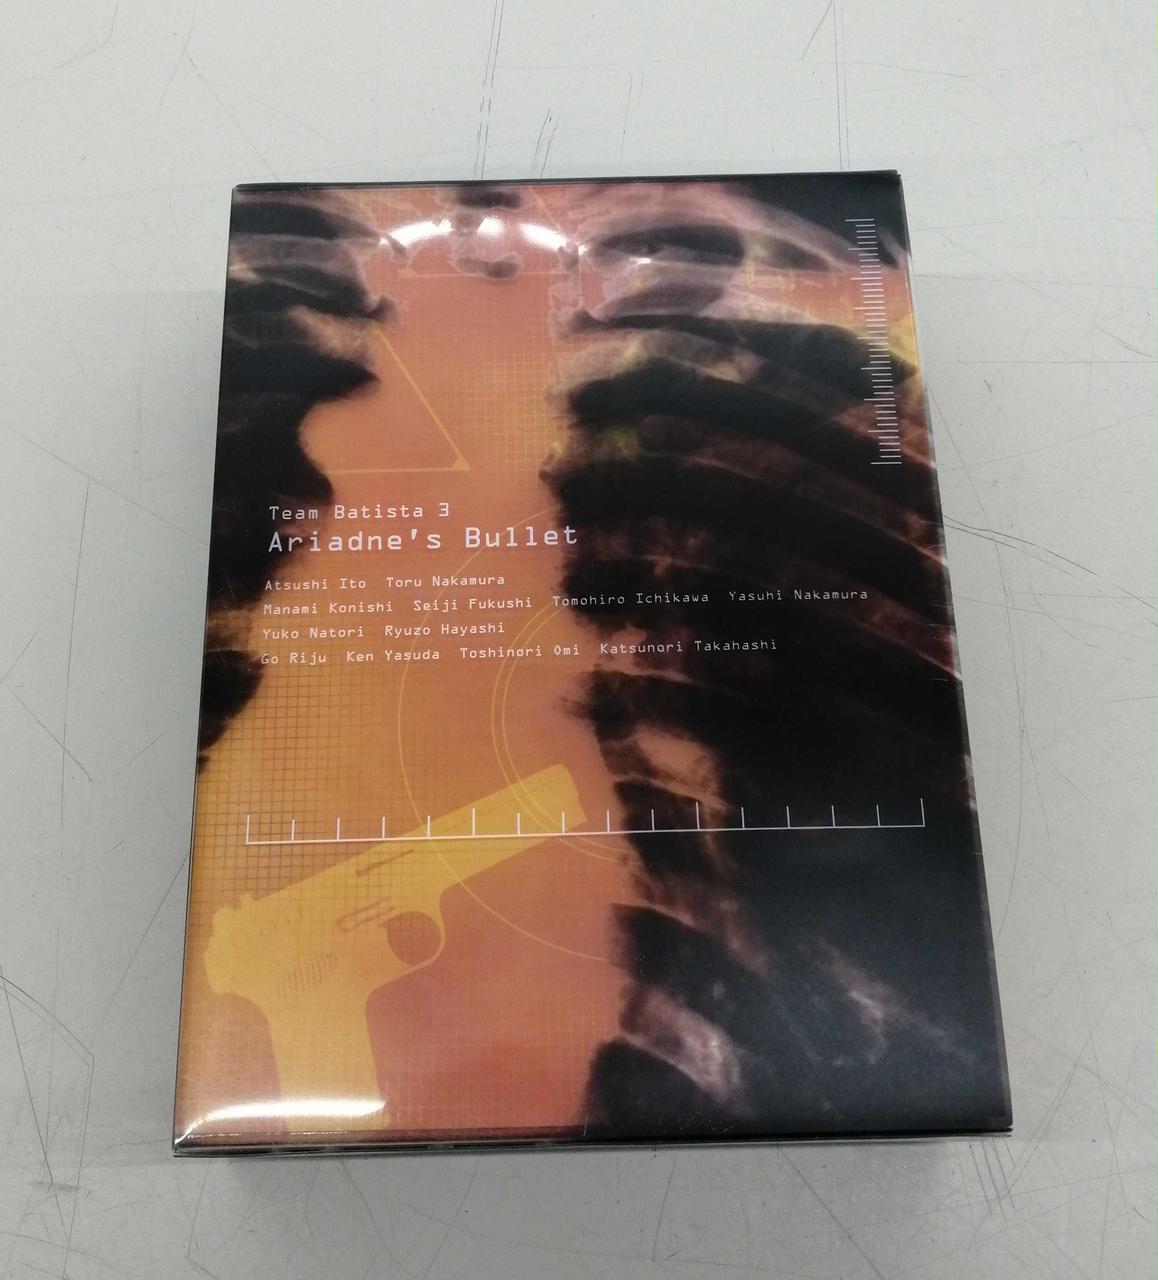 Team Batista 3
Ariadne's Bullet
Atsushi Ito Toru Nakamura
Manami Konishi Seiji Fukushi Tomohiro Ichikawa Yasuhi Nakamura
Yuko Natori Ryuzo Hayashi
Go Riju Ken Yasuda Toshinori Omi Katsunori Takahashi